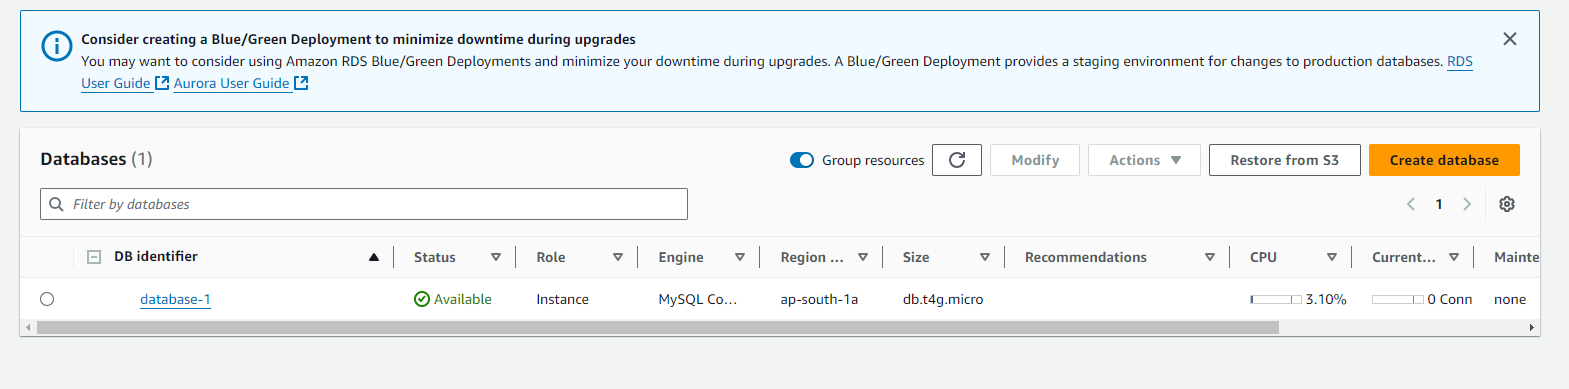 Consider creating a Blue/Green Deployment to minimize downtime during upgrades
You may want to consider using Amazon RDS Blue/Green Deployments and minimize your downtime during upgrades. A Blue/Green Deployment provides a staging environment for changes to production databases. RDS
User Guide Aurora User Guide
Databases (1)
Group resources
Modify
Actions
Restore from S3
Create database
Filter by databases
1
DB identifier Status Role Engine Region ... Size Recommendations CPU Current... Mainte
database-1 Available Instance MySQL Co... ap-south-1a db.t4g.micro 3.10% 0 Conn none